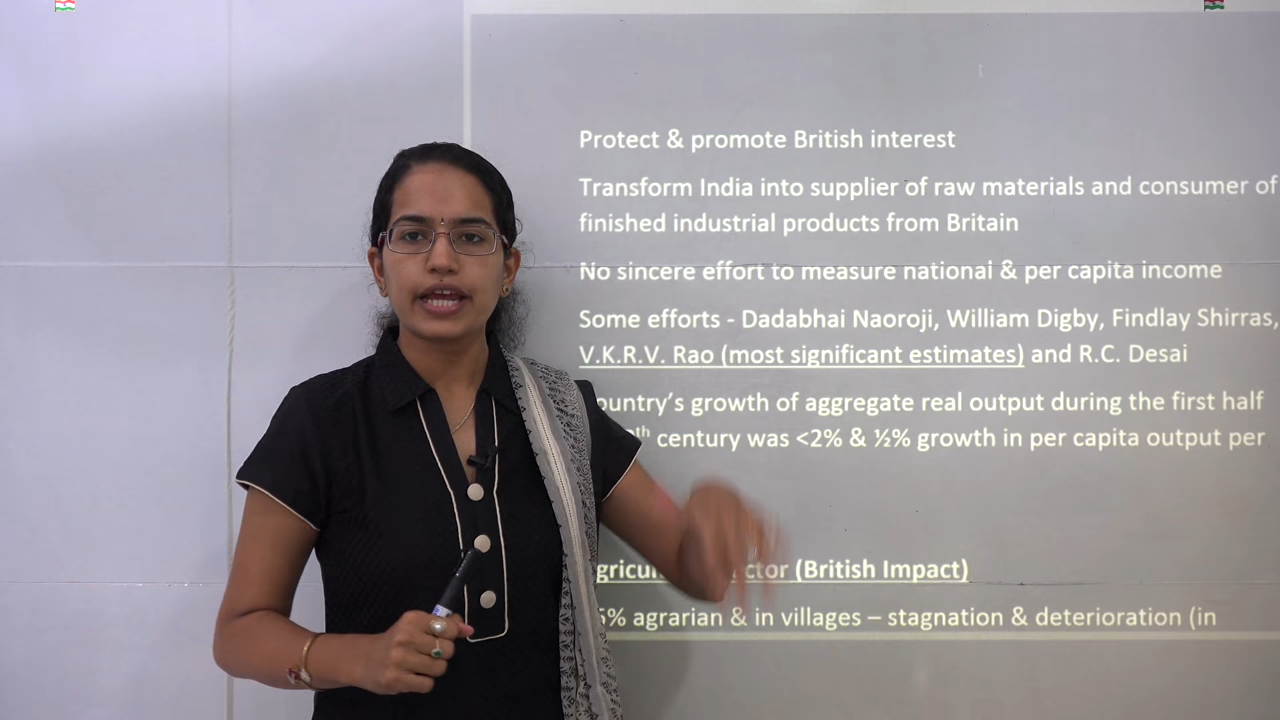 Protect & promote British interest
Transform India into supplier of raw materials and consumer of
finished industrial products from Britain
No sincere effort to measure national & per capita income
Some efforts - Dadabhai Naoroji, William Digby, Findlay Shirras,
V.K.R.V. Rao (most significant estimates) and R.C. Desai
ountry's growth of aggregate real output during the first half
th century was <2% & ½% growth in per capita output per
(British Impact)
5% agrarian & in villages – stagnation & deterioration (in